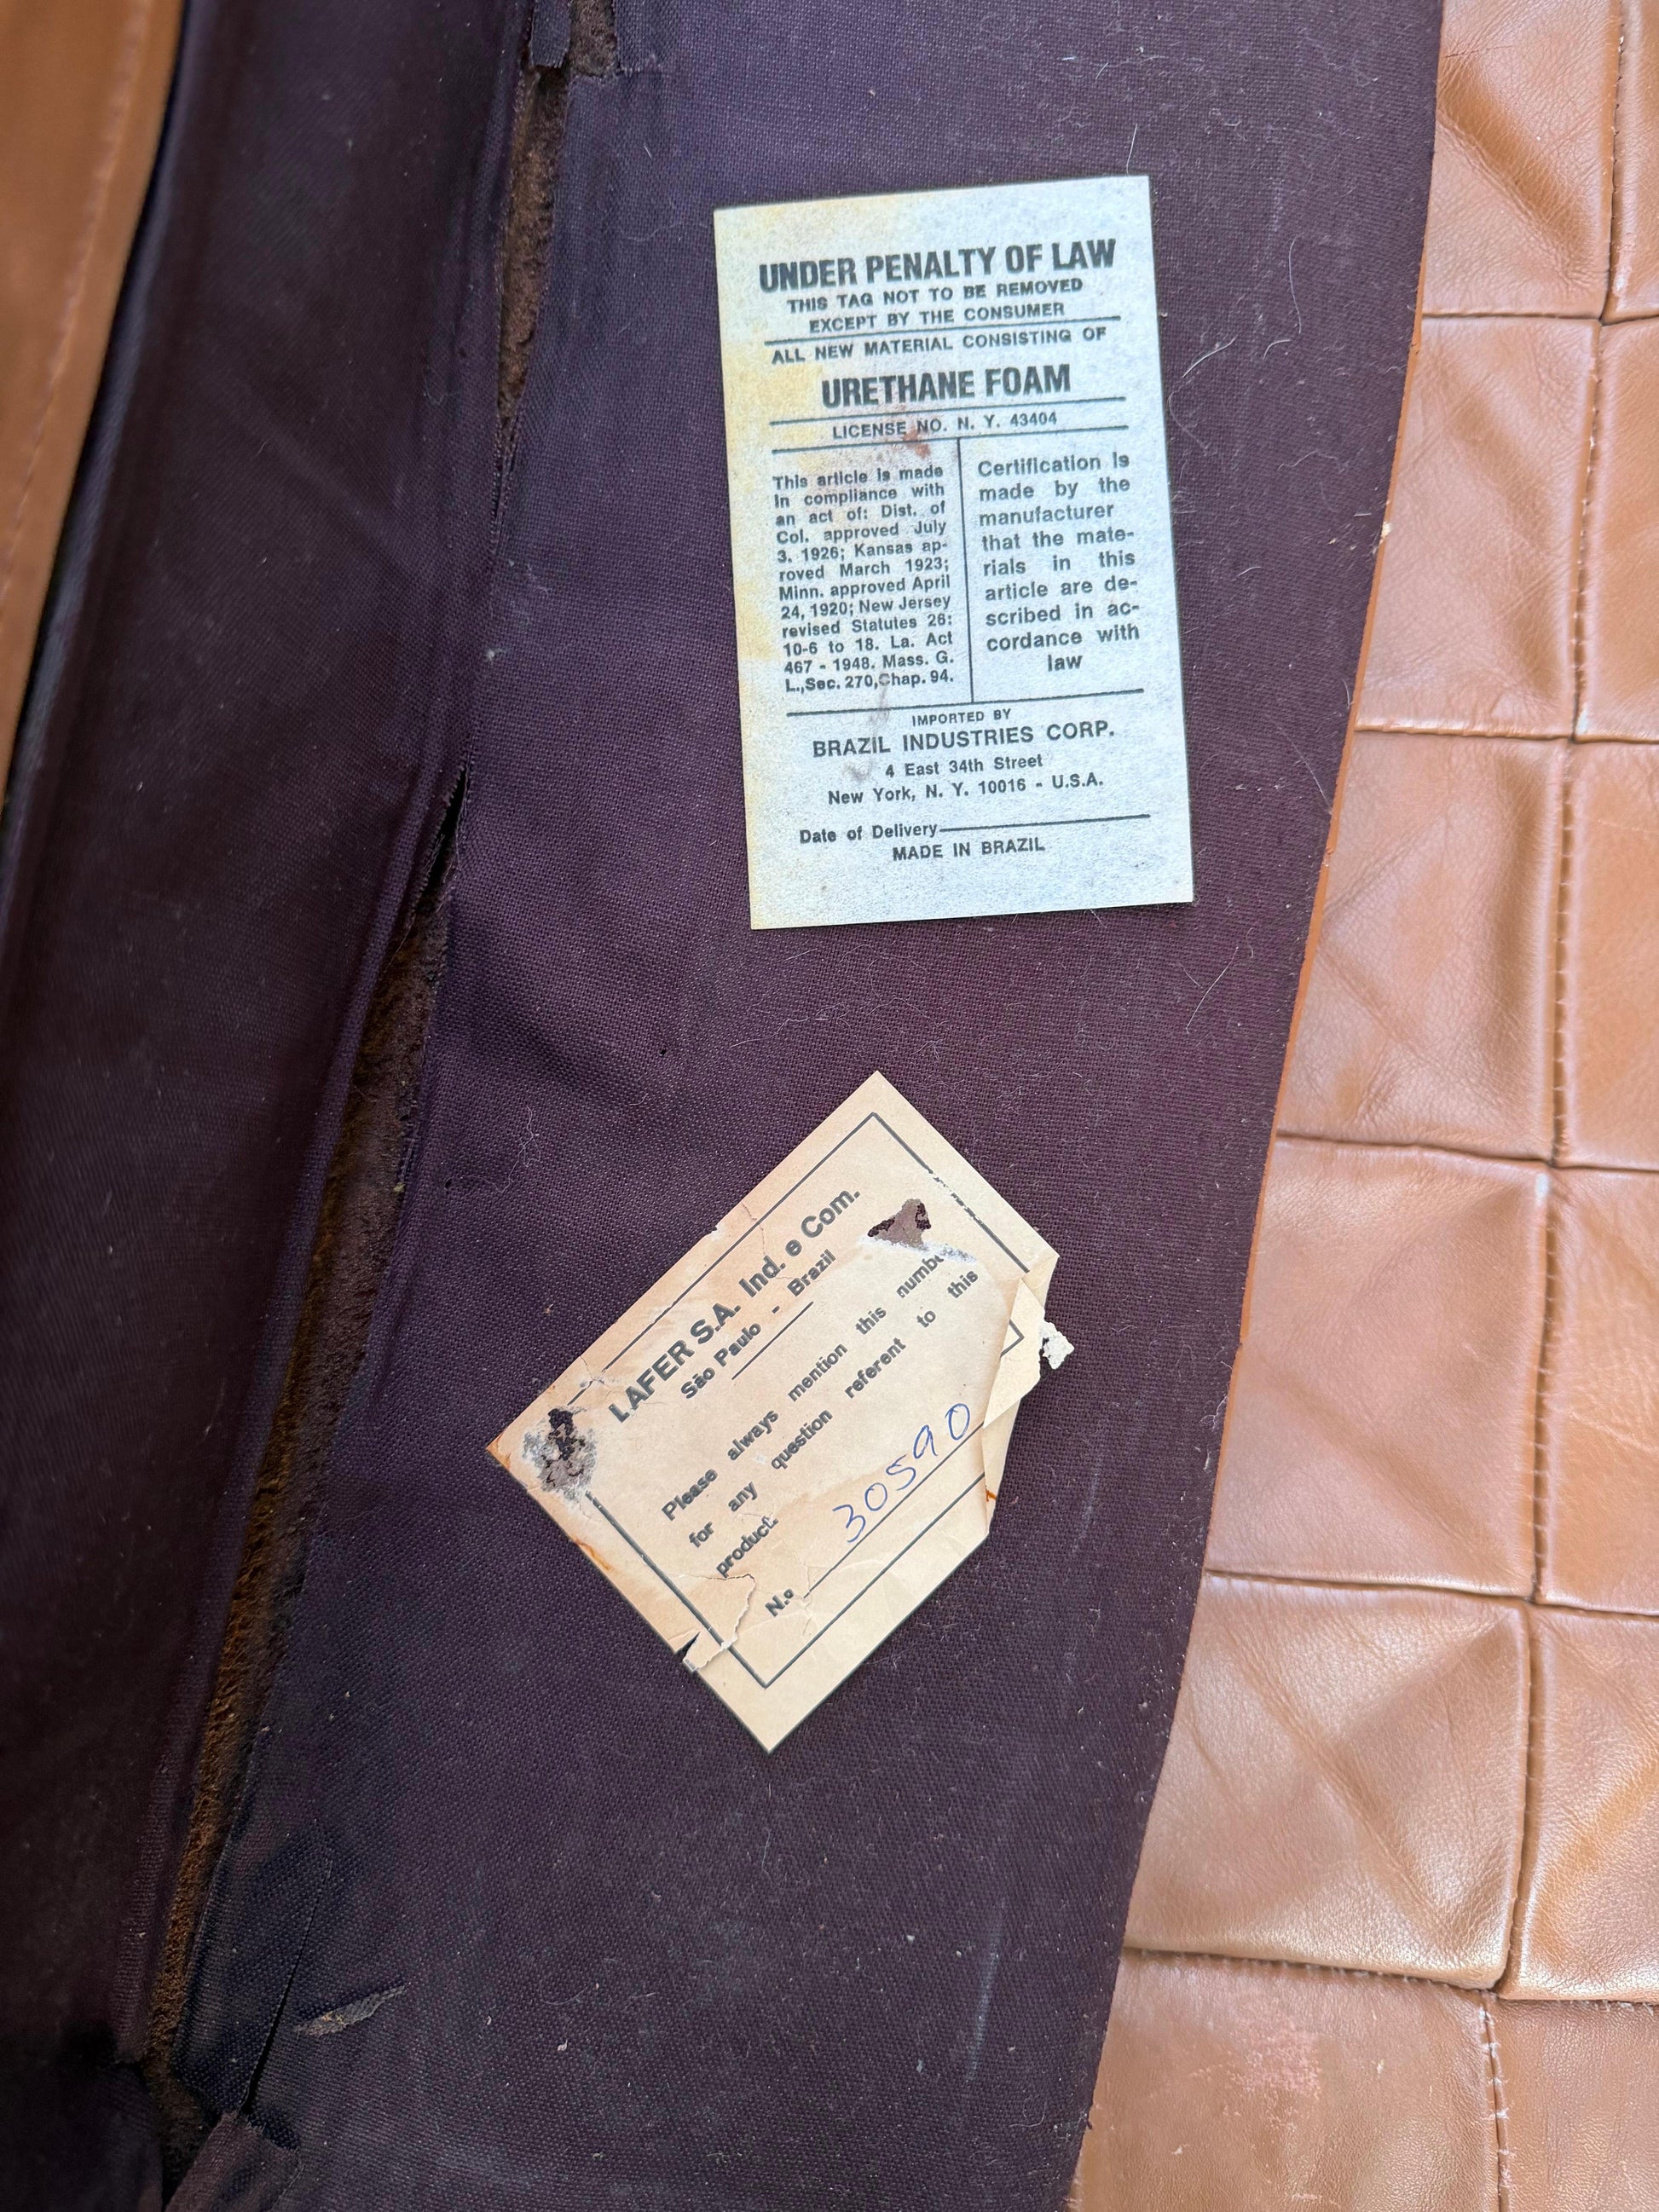 UNDER PENALTY OF LAW
THIS TAG NOT TO BE REMOVED
EXCEPT BY THE CONSUMER
ALL NEW MATERIAL CONSISTING OF
URETHANE FOAM
LICENSE NO. N. Y. 43404
This article is made
in compliance with
an act of: Dist. of
Col. approved July
3. 1926; Kansas ap-
roved March 1923;
Minn. approved April
24, 1920; New Jersey
revised Statutes 26:
10-6 to 18. La. Act
467 - 1948. Mass. G.
L.,Sec. 270,Chap. 94.
Certification is
made by the
manufacturer
that the mate-
rials in this
article are de-
scribed in ac-
cordance with
law
IMPORTED BY
BRAZIL INDUSTRIES CORP.
4 East 34th Street
New York, N. Y. 10016 - U.S.A.
Date of Delivery
MADE IN BRAZIL
LAFER S.A. Ind. e Com.
São Paulo - Brazil
Please always mention this
for any question referent to this
product.
N.o 30590